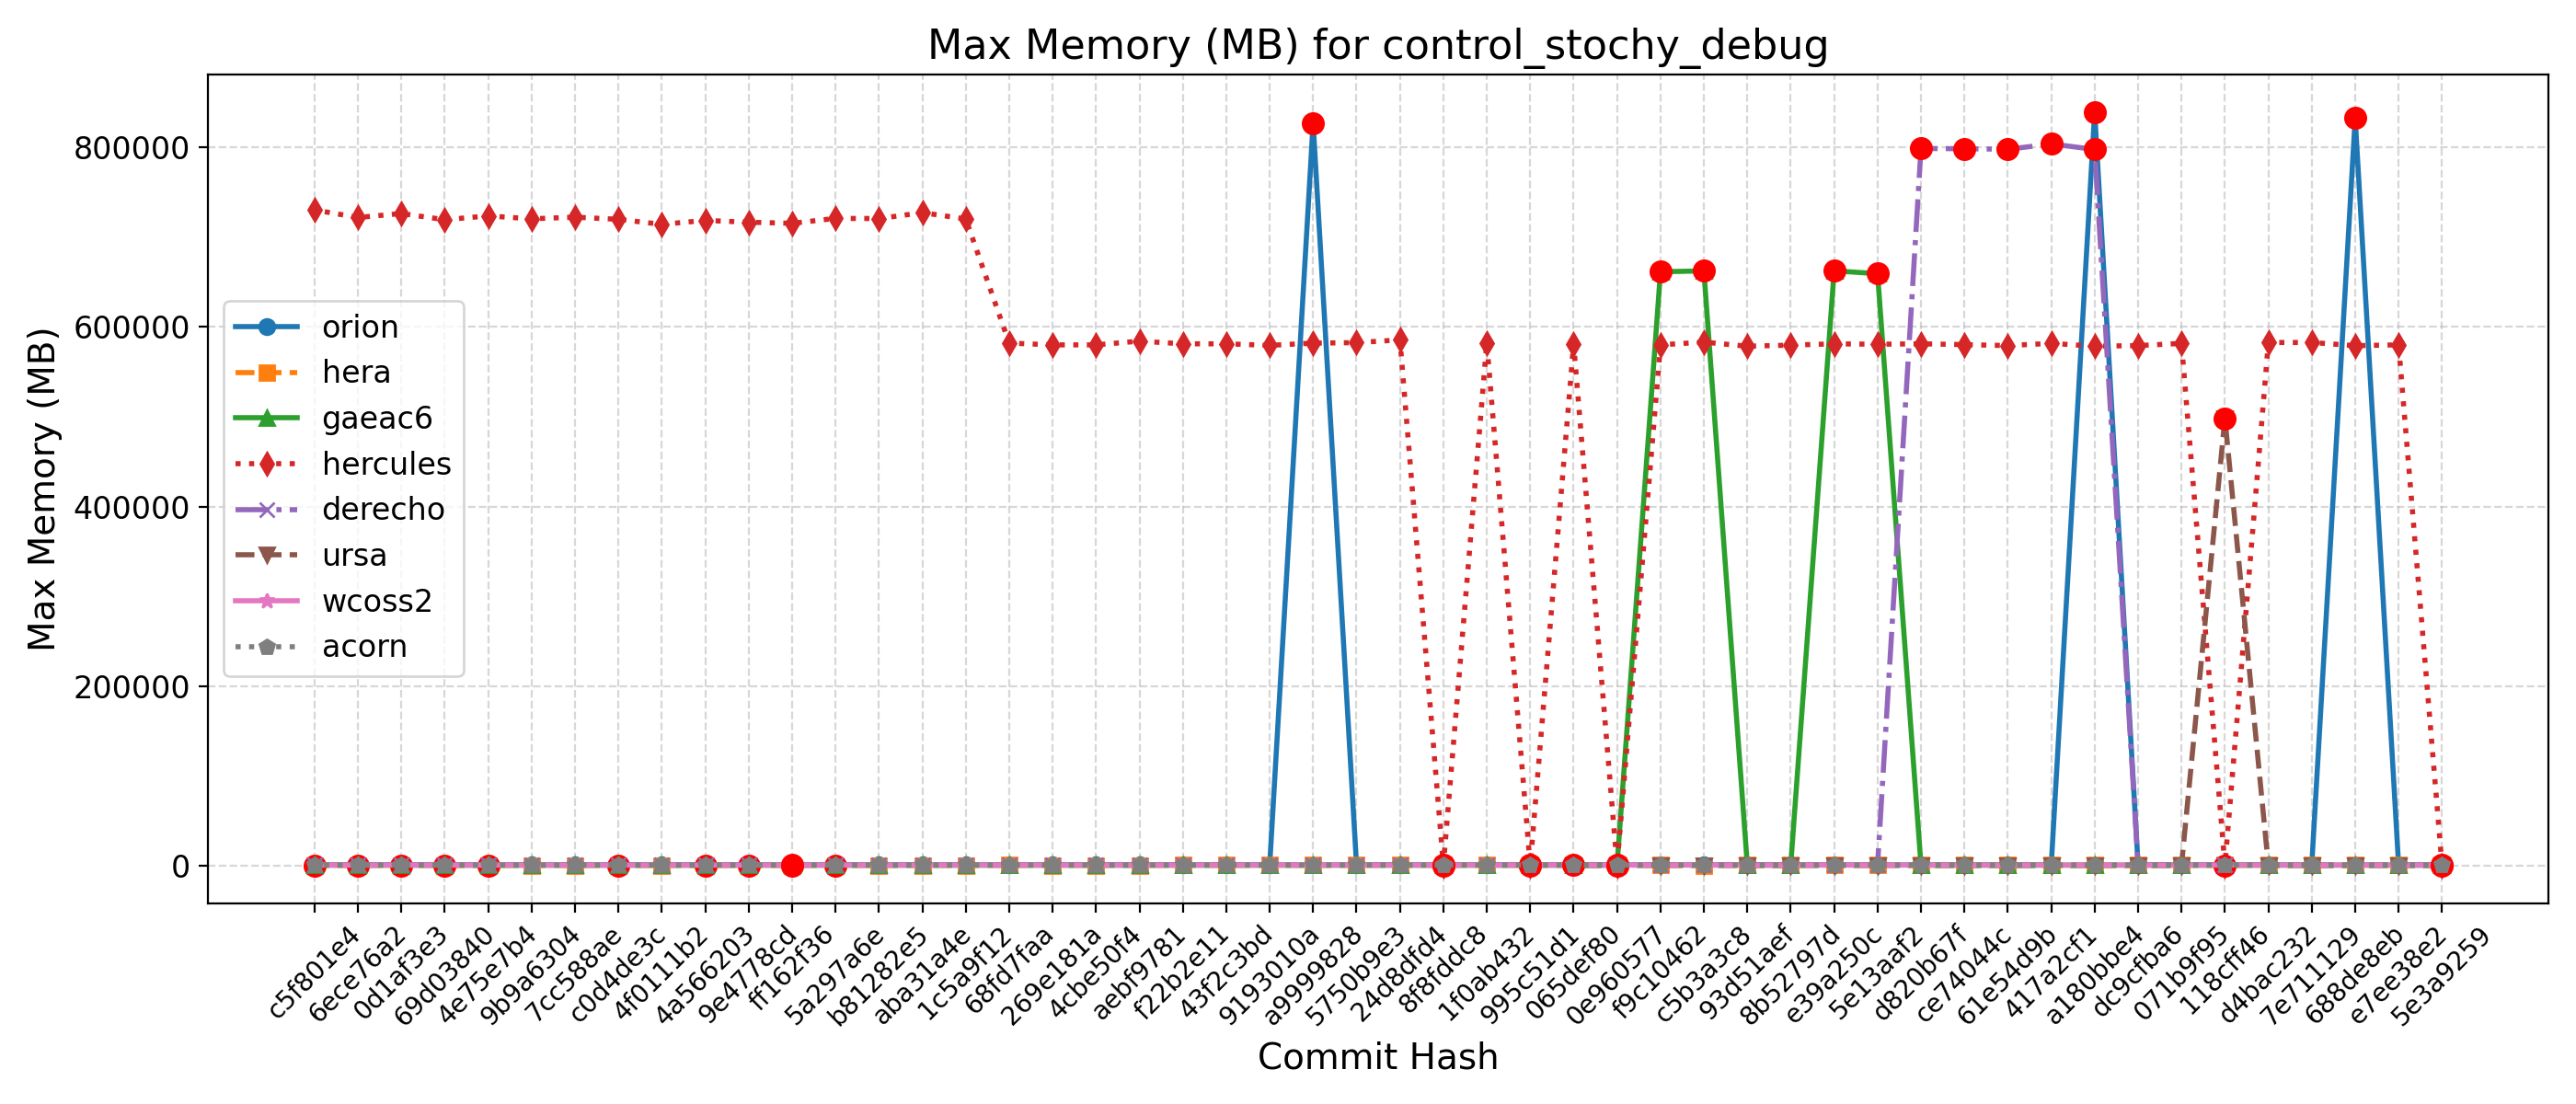 Max Memory (MB) for control_stochy_debug
Max Memory (MB)
800000
600000
400000
200000
0
orion
hera
gaeac6
hercules
derecho
ursa
wcoss2
acorn
c5f801e4
6ece76a2
0d1af3e3
69d03840
4e75e7b4
9b9a6304
7cc588ae
c0d4de3c
4f0111b2
4a566203
9e4778cd
ff162f36
5a297a6e
b81282e5
aba31a4e
1c5a9f12
68fd7faa
269e181a
4cbe50f4
aebf9781
f22b2e11
43f2c3bd
9193010a
a9999828
5750b9e3
24d8dfd4
8f8fddc8
1f0ab432
995c51d1
065def80
0e960577
f9c10462
c5b3a3c8
93d51aef
8b52797d
e39a250c
5e13aaf2
d820b67f
ce74044c
61e54d9b
417a2cf1
a180bbe4
dc9cfba6
071b9f95
118cff46
d4bac232
7e711129
688de8eb
e7ee38e2
5e3a9259
Commit Hash